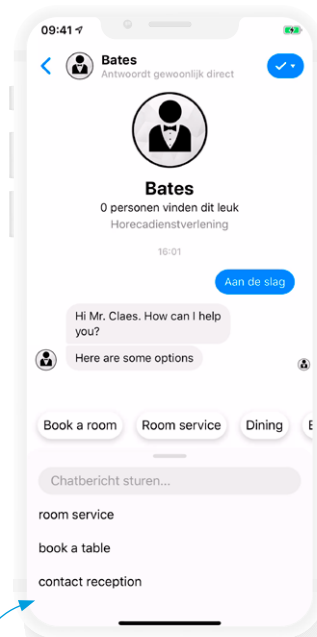 09:41
Bates
Antwoordt gewoonlijk direct
Bates
0 personen vinden dit leuk
Horecadienstverlening
16:01
Aan de slag
Hi Mr. Claes. How can I help
you?
Here are some options
Book a room Room service Dining
Chatbericht sturen...
room service
book a table
contact reception